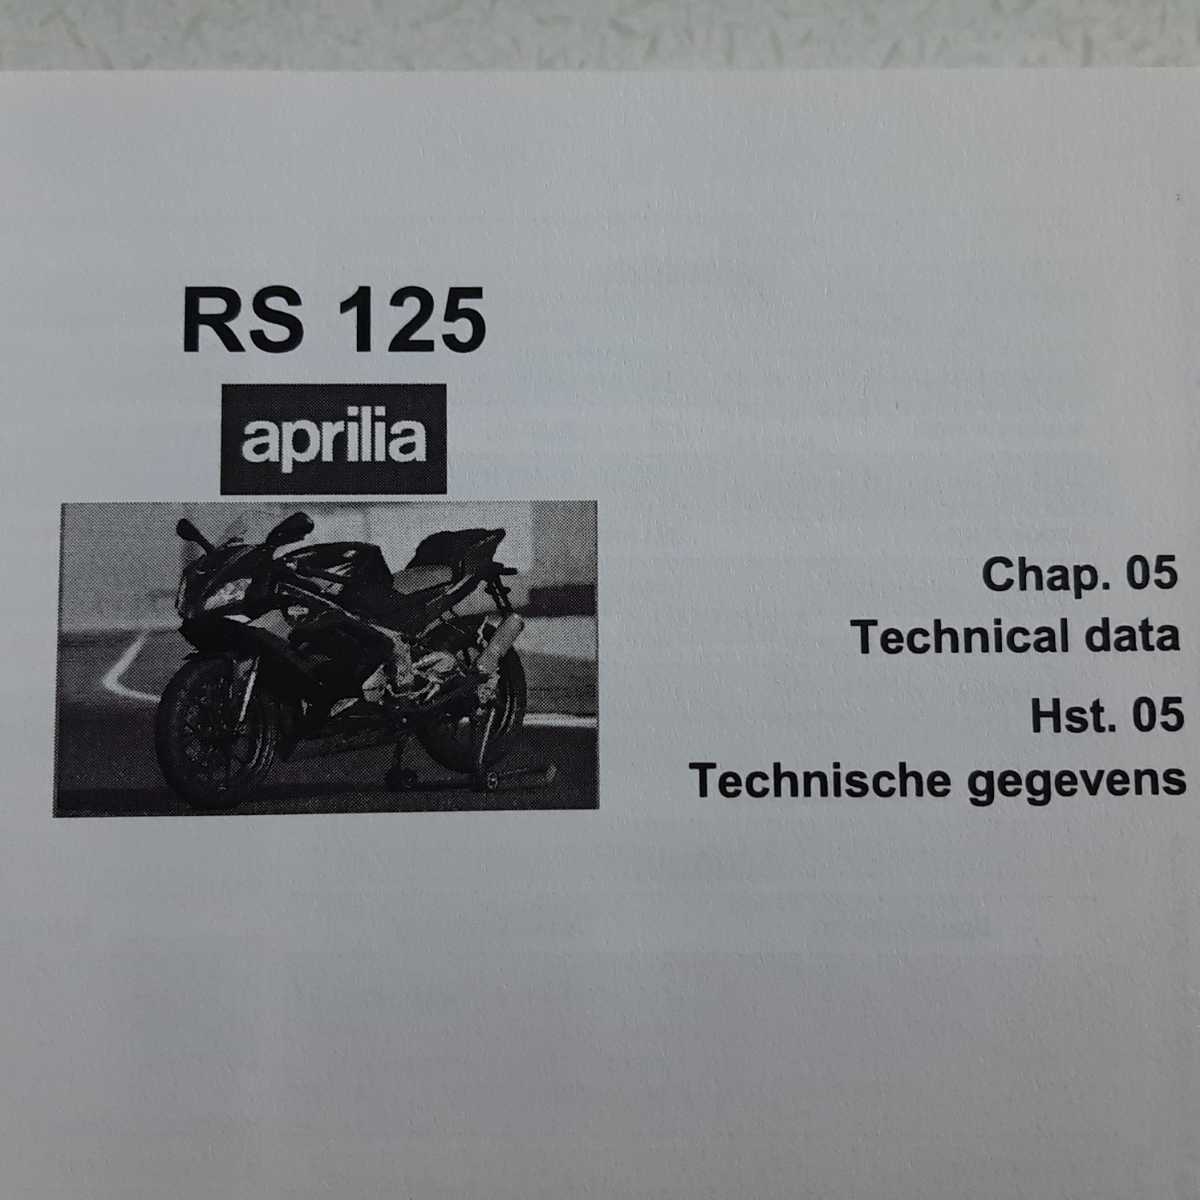 RS 125
aprilia
Chap. 05
Technical data
Hst. 05
Technische gegevens